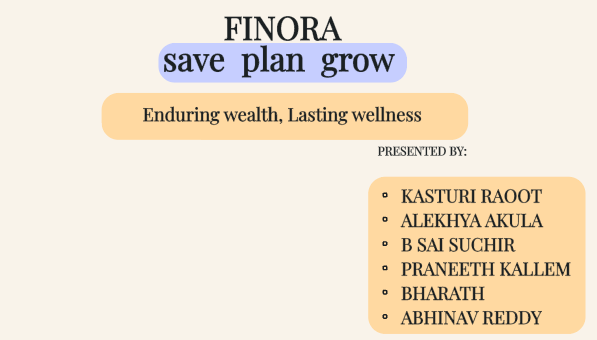 FINORA
save plan grow
Enduring wealth, Lasting wellness
PRESENTED BY:
KASTURI RAOOT
ALEKHYA AKULA
B SAI SUCHIR
PRANEETH KALLEM
BHARATH
ABHINAV REDDY